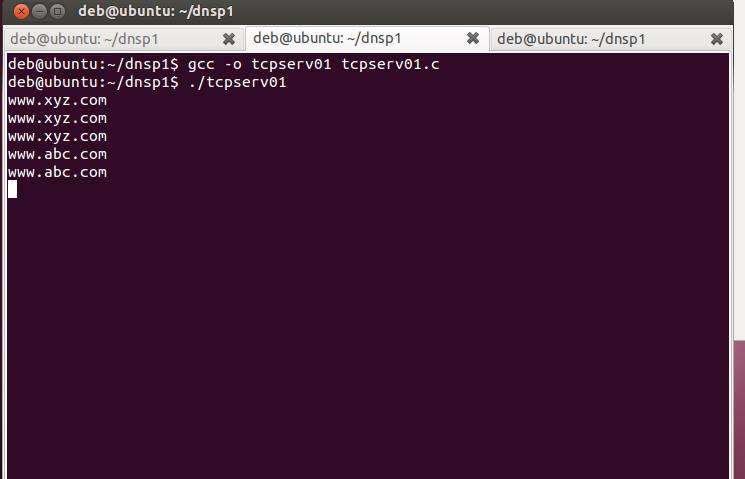 deb@ubuntu: ~/dnsp1
deb@ubuntu: ~/dnsp1 deb@ubuntu: ~/dnsp1 deb@ubuntu: ~/dnsp1
deb@ubuntu:~/dnsp1$ gcc -o tcpserv01 tcpserv01.c
deb@ubuntu:~/dnsp1$ ./tcpserv01
www.xyz.com
www.xyz.com
www.xyz.com
www.abc.com
www.abc.com